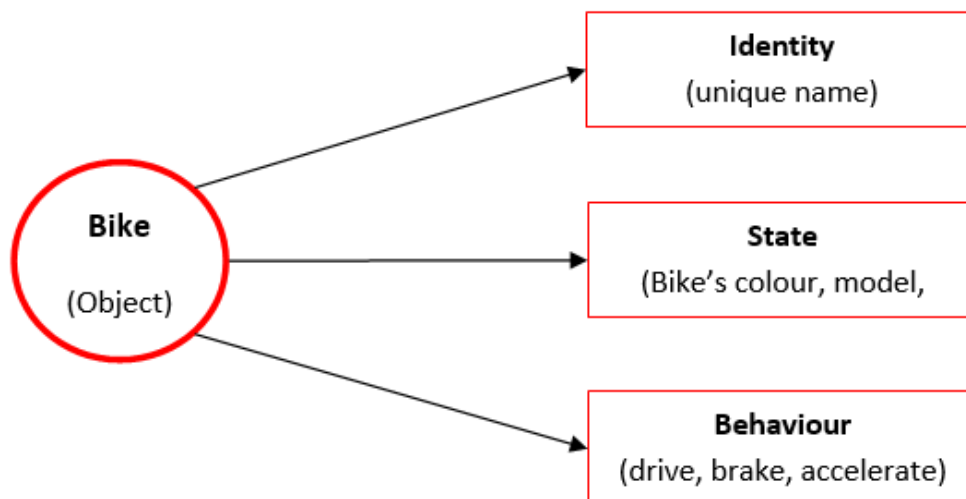 Bike
(Object)
Identity
(unique name)
State
(Bike's colour, model,
Behaviour
(drive, brake, accelerate)